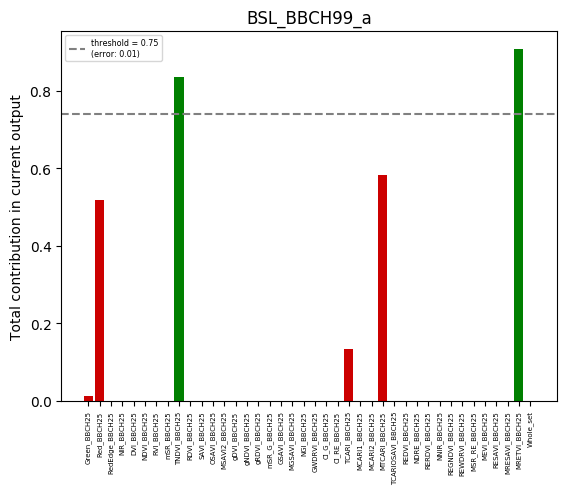 BSL_BBCH99_a
threshold = 0.75
(error: 0.01)
Total contribution in current output
0.8
0.6
0.4
0.2
0.0
Green_BBCH25
Red_BBCH25
RedEdge_BBCH25
NIR_BBCH25
DVI_BBCH25
NDVI_BBCH25
RVI_BBCH25
mSR_BBCH25
TNDVI_BBCH25
RDVI_BBCH25
SAVI_BBCH25
OSAVI_BBCH25
MSAVI2_BBCH25
gDVI_BBCH25
gNDVI_BBCH25
gRDVI_BBCH25
mSR_G_BBCH25
GSAVI_BBCH25
MGSAVI_BBCH25
NGI_BBCH25
GWDRVI_BBCH25
CI_G_BBCH25
CI_RE_BBCH25
TCARI_BBCH25
MCARI1_BBCH25
MCARI2_BBCH25
MTCARI_BBCH25
TCARIOSAVI_BBCH25
REDVI_BBCH25
NDRE_BBCH25
RERDVI_BBCH25
NNIR_BBCH25
REGNDVI_BBCH25
REWDRVI_BBCH25
MSR_RE_BBCH25
MEVI_BBCH25
RESAVI_BBCH25
MRESAVI_BBCH25
MRETVI_BBCH25
Whole_set